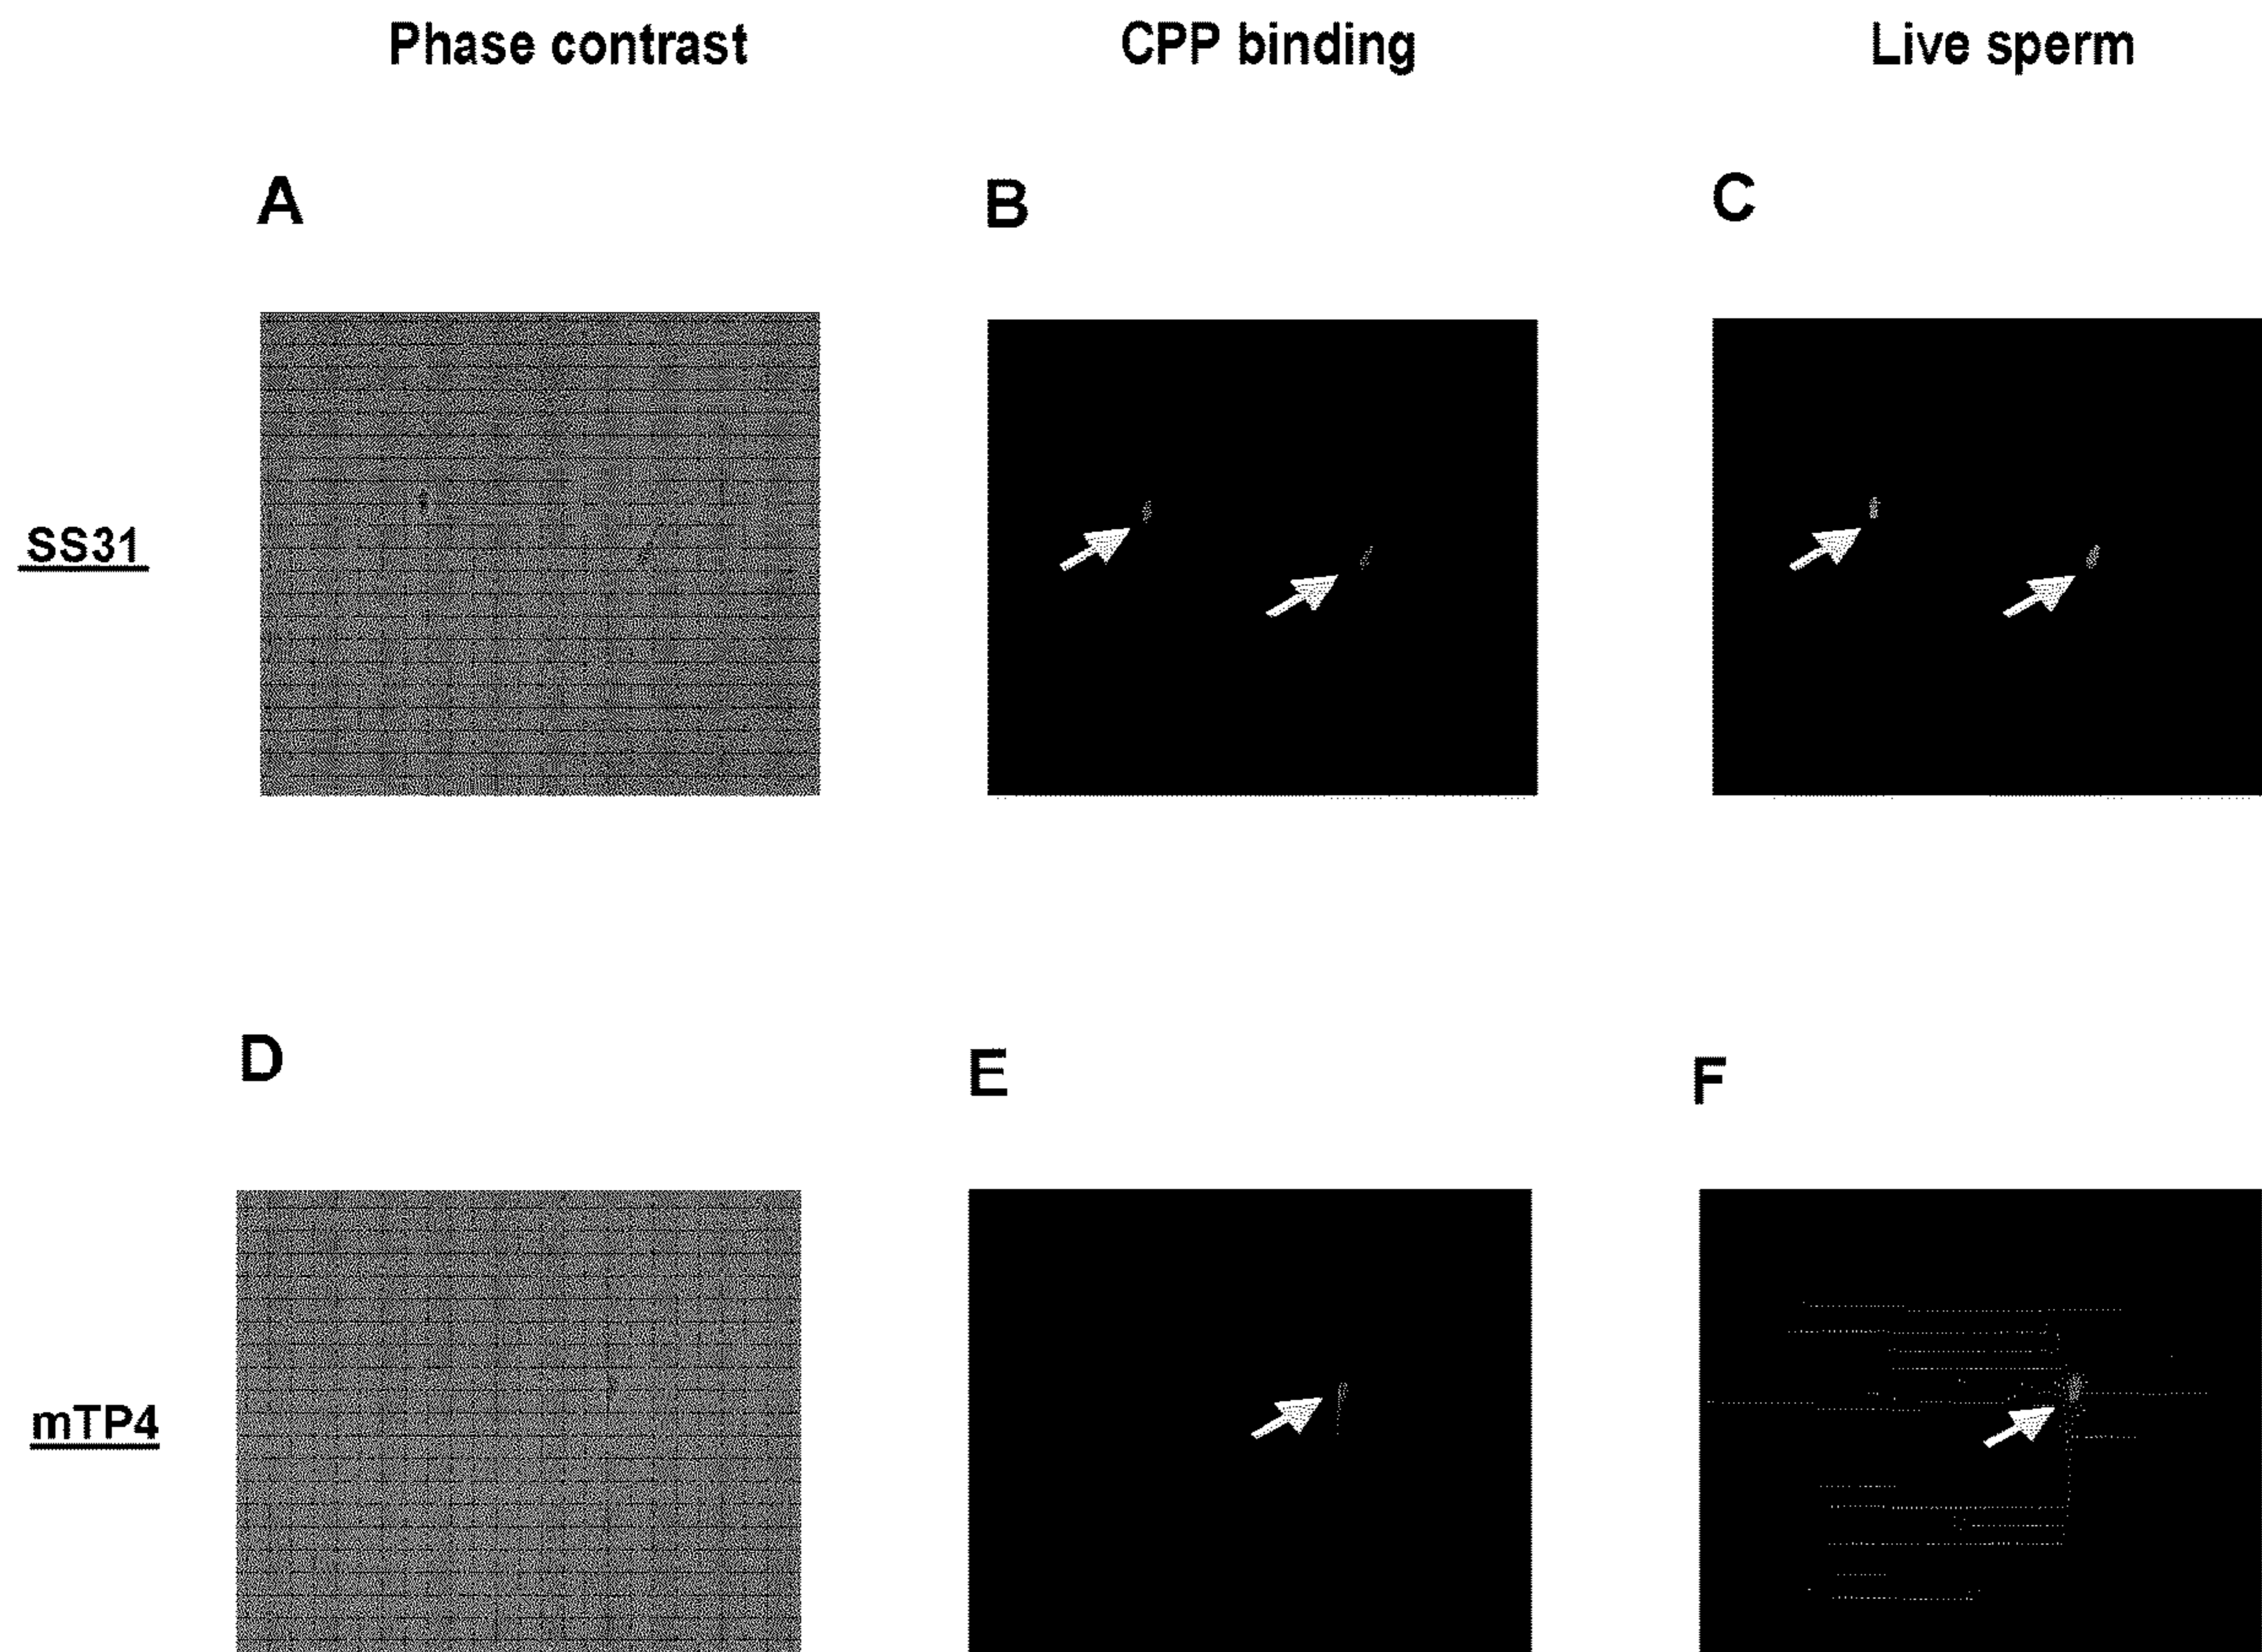 Phase contrast CPP binding Live sperm
A B C
SS31
D E F
mTP4